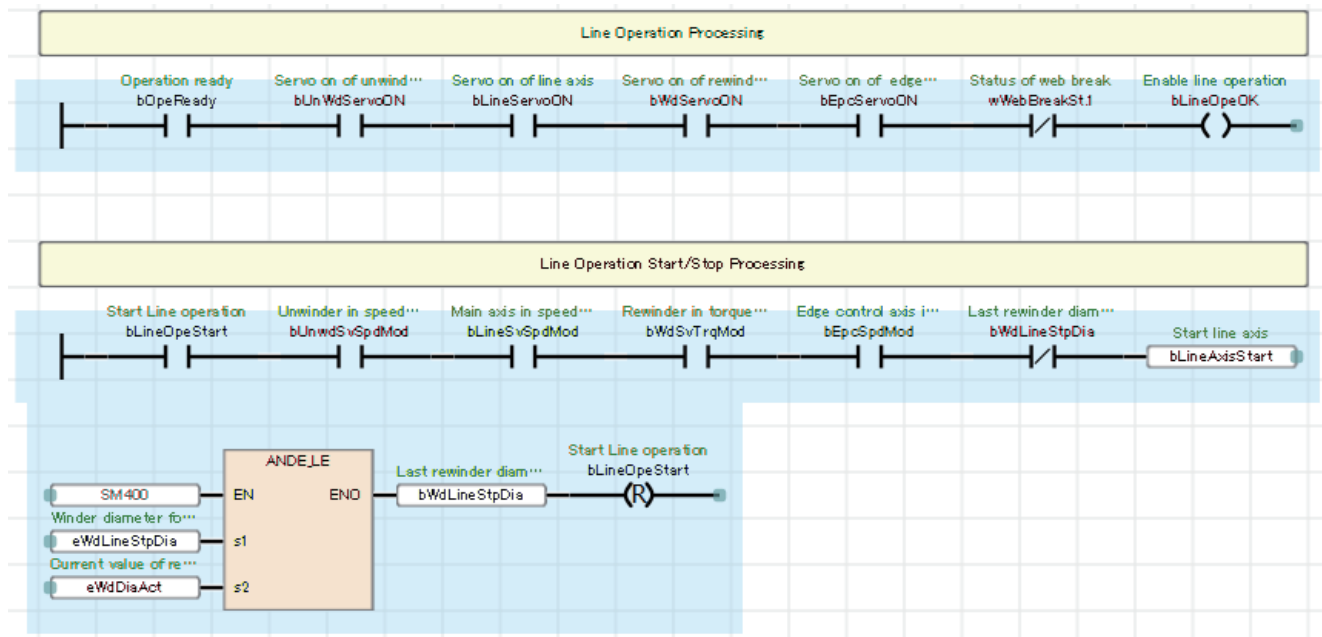 Line Operation Processing
Operation ready Servo on of unwind… Servo on of line axis Servo on of rewind… Servo on of edge… Status of web break Enable line operation
bOpeReady bUnWdServoON bLineServoON bWdServoON bEpcServoON wWebBreakSt.1 bLineOpeOK
Line Operation Start/Stop Processing
Start Line operation Unwinder in speed… Main axis in speed… Rewinder in torque… Edge control axis i… Last rewinder diam…
bLineOpeStart bUnwdSvSpdMod bLineSvSpdMod bWdSvTrqMod bEpcSpdMod bWdLineStpDia Start line axis
bLineAxisStart
ANDE_LE
Last rewinder diam… Start Line operation
bLineOpeStart
SM400 EN ENO bWdLineStpDia R
Winder diameter fo…
eWdLineStpDia s1
Current value of re…
eWdDiaAct s2